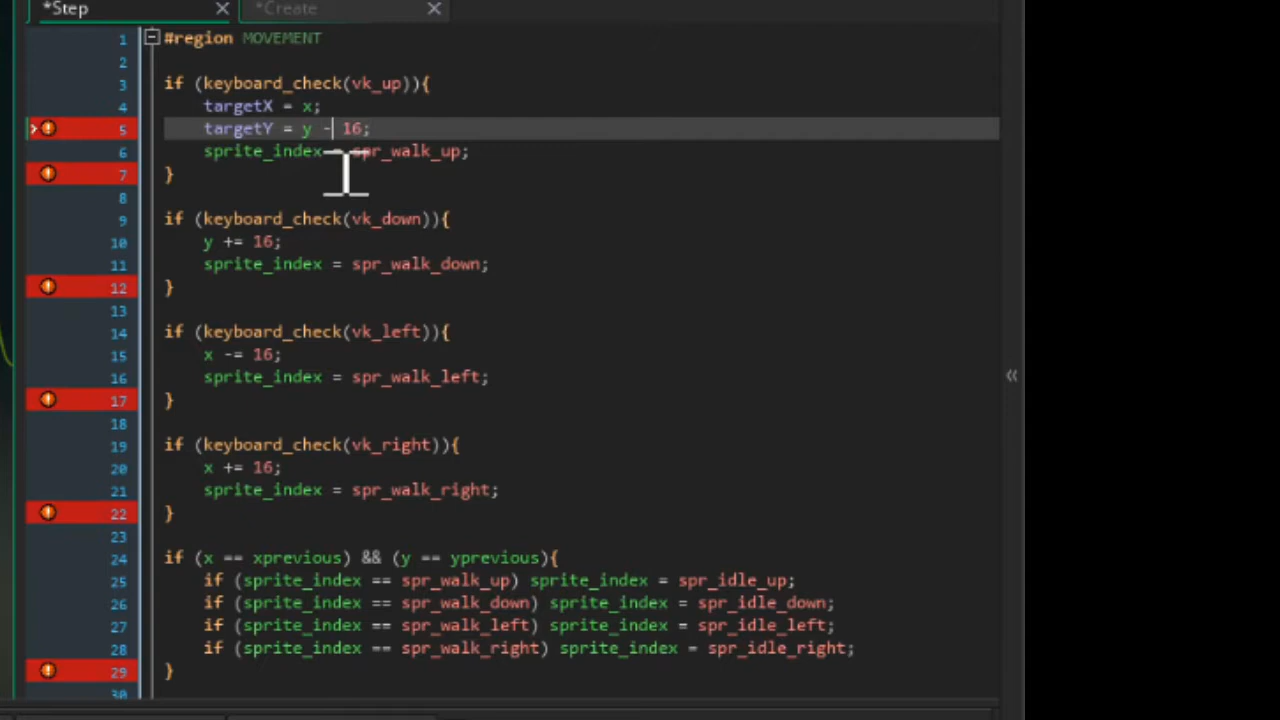 *Step
*Create
1 #region MOVEMENT
2
3 if (keyboard_check(vk_up)){
4 targetX = x;
5 targetY = y - 16;
6 sprite_index = spr_walk_up;
7 }
8
9 if (keyboard_check(vk_down)){
10 y += 16;
11 sprite_index = spr_walk_down;
12 }
13
14 if (keyboard_check(vk_left)){
15 x -= 16;
16 sprite_index = spr_walk_left;
17 }
18
19 if (keyboard_check(vk_right)){
20 x += 16;
21 sprite_index = spr_walk_right;
22 }
23
24 if (x == xprevious) && (y == yprevious){
25 if (sprite_index == spr_walk_up) sprite_index = spr_idle_up;
26 if (sprite_index == spr_walk_down) sprite_index = spr_idle_down;
27 if (sprite_index == spr_walk_left) sprite_index = spr_idle_left;
28 if (sprite_index == spr_walk_right) sprite_index = spr_idle_right;
29 }
30